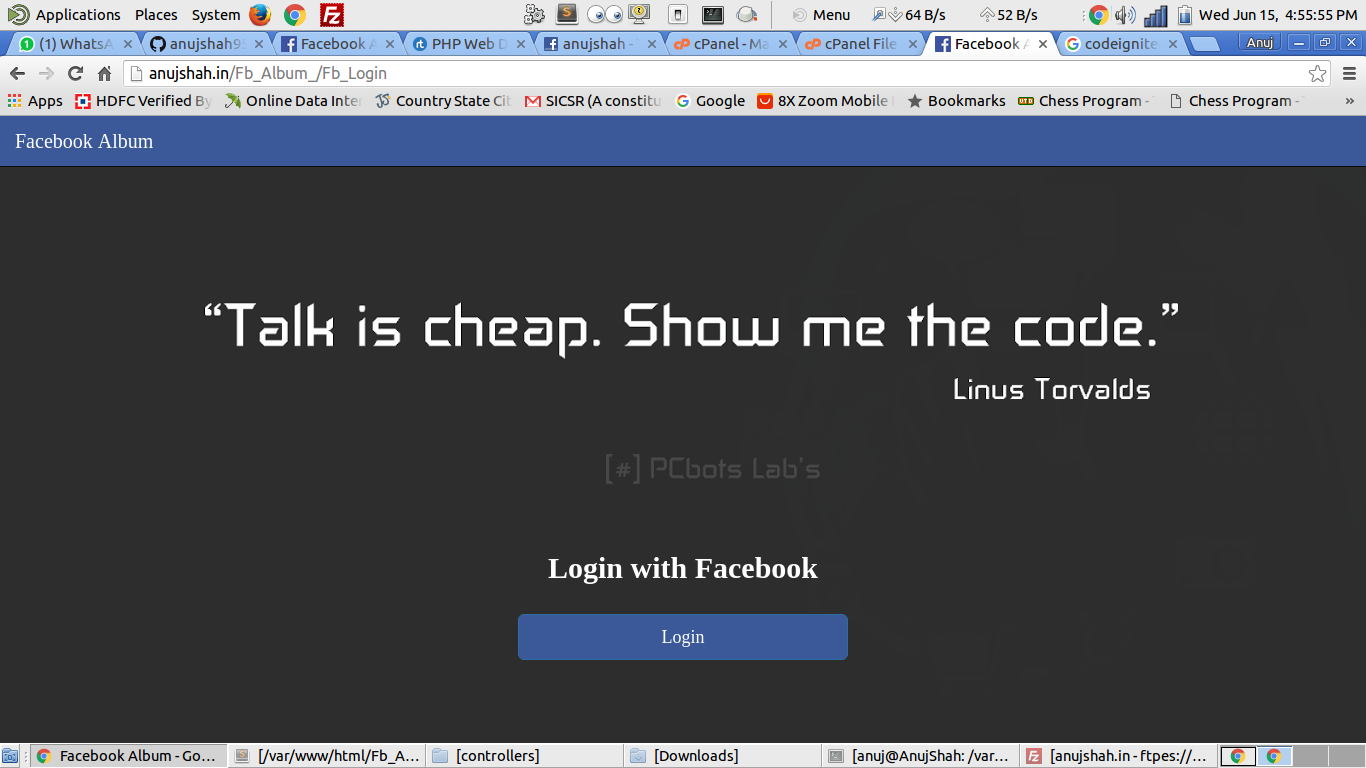 Applications Places System Menu 64 B/s 52 B/s Wed Jun 15, 4:55:55 PM
(1) WhatsA anujshah95 Facebook A PHP Web D anujshah - cPanel - Ma cPanel File Facebook A codeignite Anuj
anujshah.in/Fb_Album_/Fb_Login
Apps HDFC Verified By Online Data Inte Country State Cit SICSR (A constitu Google 8X Zoom Mobile Bookmarks Chess Program - Chess Program - »
Facebook Album
“Talk is cheap. Show me the code.”
Linus Torvalds
[#] PCbots Lab's
Login with Facebook
Login
Facebook Album - Go... [/var/www/html/Fb_A... [controllers] [Downloads] [anuj@AnujShah: /var... [anujshah.in - ftpes://...